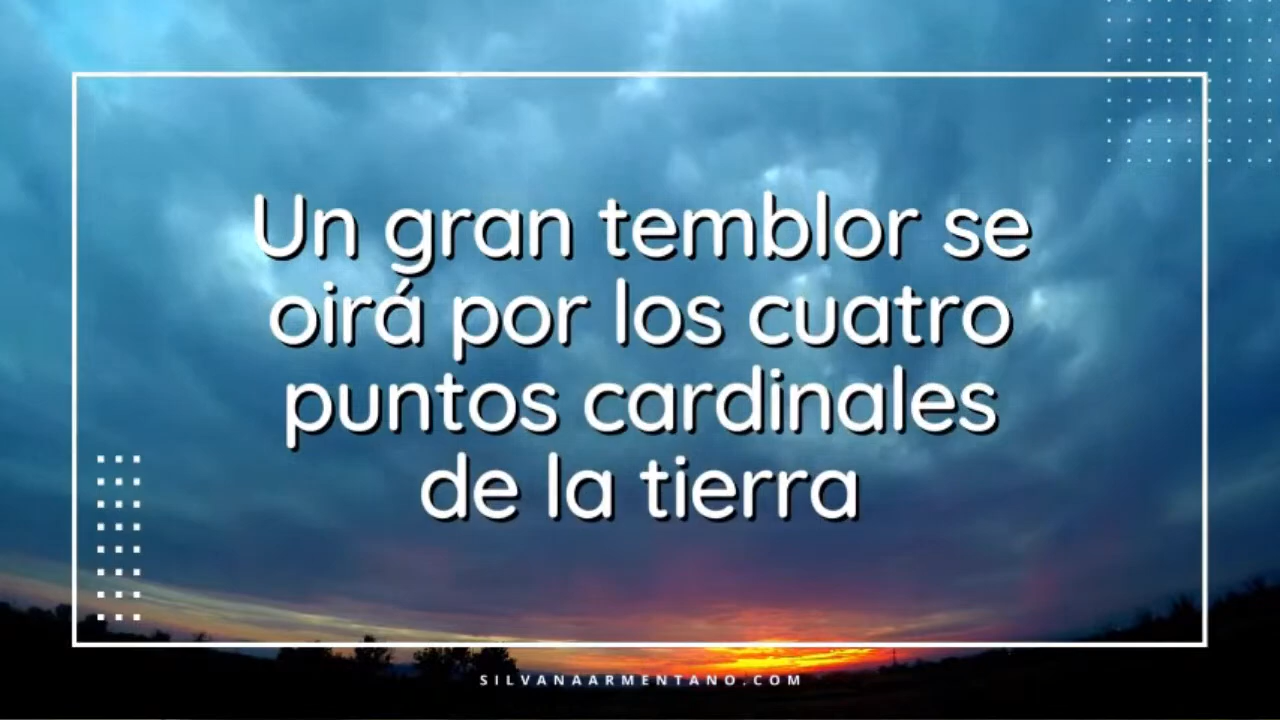 Un gran temblor se
oirá por los cuatro
puntos cardinales
de la tierra
SILVANAARMENTANO.COM